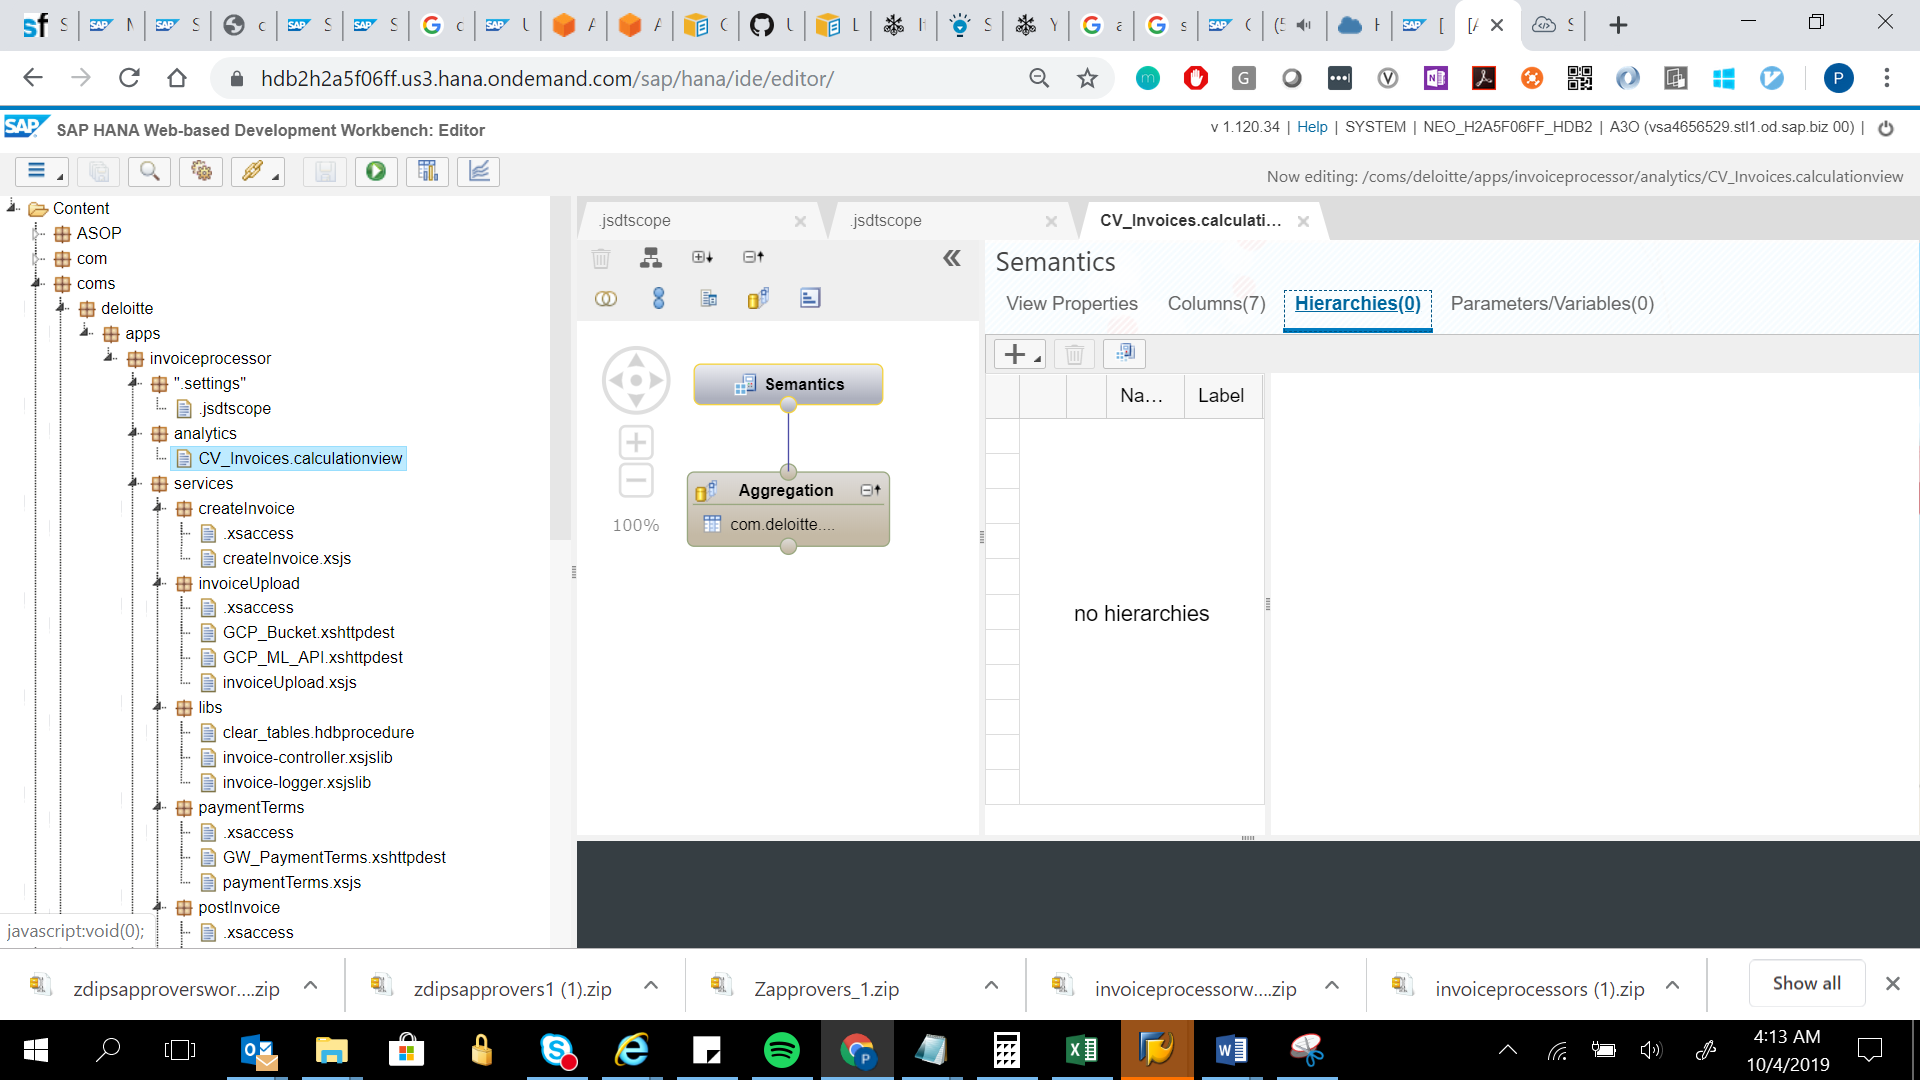 hdb2h2a5f06ff.us3.hana.ondemand.com/sap/hana/ide/editor/
SAP SAP HANA Web-based Development Workbench: Editor
v 1.120.34 | Help | SYSTEM | NEO_H2A5F06FF_HDB2 | A3O (vsa4656529.stl1.od.sap.biz 00) |
Now editing: /coms/deloitte/apps/invoiceprocessor/analytics/CV_Invoices.calculationview
Content
ASOP
com
coms
deloitte
apps
invoiceprocessor
".settings"
.jsdtscope
analytics
CV_Invoices.calculationview
services
createInvoice
.xsaccess
createInvoice.xsjs
invoiceUpload
.xsaccess
GCP_Bucket.xshttpdest
GCP_ML_API.xshttpdest
invoiceUpload.xsjs
libs
clear_tables.hdbprocedure
invoice-controller.xsjslib
invoice-logger.xsjslib
paymentTerms
.xsaccess
GW_PaymentTerms.xshttpdest
paymentTerms.xsjs
postInvoice
.xsaccess
javascript:void(0);
.jsdtscope
.jsdtscope
CV_Invoices.calculati...
Semantics
Aggregation
com.deloitte....
100%
Semantics
View Properties Columns(7) Hierarchies(0) Parameters/Variables(0)
Na... Label
no hierarchies
zdipsapproverswor....zip
zdipsapprovers1 (1).zip
Zapprovers_1.zip
invoiceprocessorw....zip
invoiceprocessors (1).zip
Show all
4:13 AM
10/4/2019